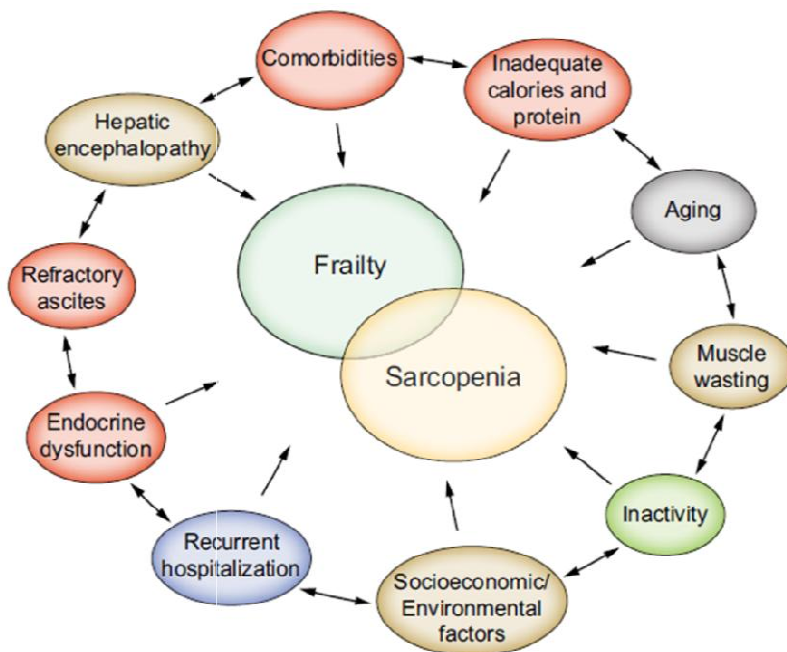 Comorbidities
Inadequate
calories and
protein
Hepatic
encephalopathy
Aging
Frailty
Refractory
ascites
Muscle
wasting
Sarcopenia
Endocrine
dysfunction
Inactivity
Recurrent
hospitalization
Socioeconomic/
Environmental
factors